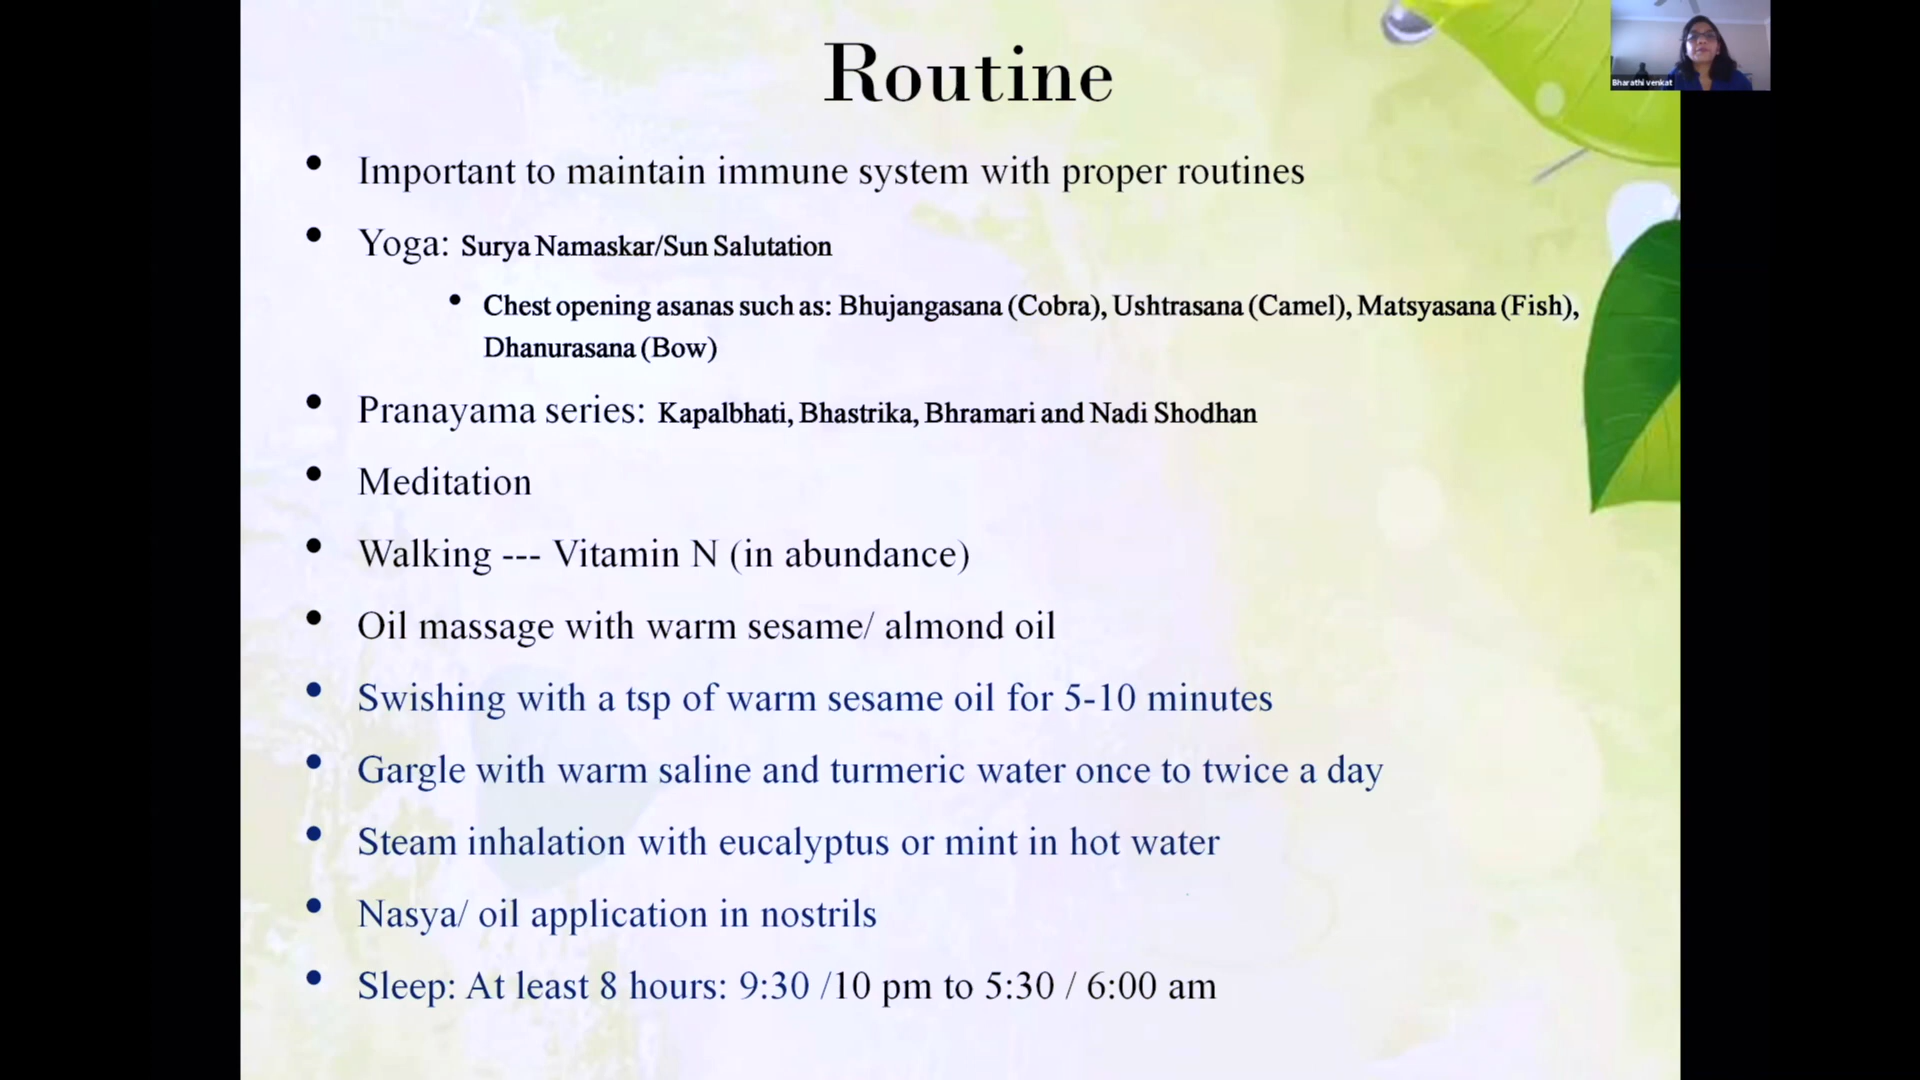 Routine
Bharathi venkat
• Important to maintain immune system with proper routines
• Yoga: Surya Namaskar/Sun Salutation
• Chest opening asanas such as: Bhujangasana (Cobra), Ushtrasana (Camel), Matsyasana (Fish),
Dhanurasana (Bow)
• Pranayama series: Kapalbhati, Bhastrika, Bhramari and Nadi Shodhan
• Meditation
• Walking --- Vitamin N (in abundance)
• Oil massage with warm sesame/ almond oil
• Swishing with a tsp of warm sesame oil for 5-10 minutes
• Gargle with warm saline and turmeric water once to twice a day
• Steam inhalation with eucalyptus or mint in hot water
• Nasya/ oil application in nostrils
• Sleep: At least 8 hours: 9:30 /10 pm to 5:30 / 6:00 am